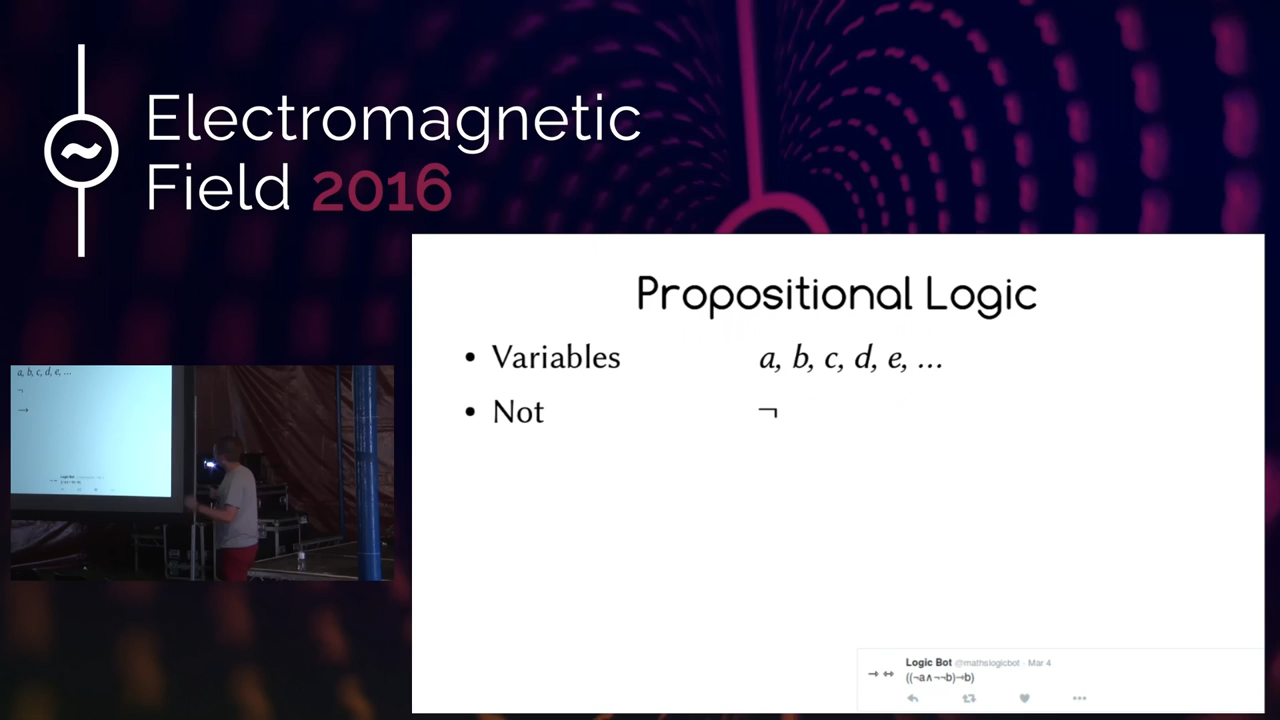 Electromagnetic
Field 2016
Propositional Logic
• Variables a, b, c, d, e, ...
• Not ¬
Logic Bot @mathslogicbot · Mar 4
((¬a∧¬¬b)→b)
a, b, c, d, e, ...
¬
→